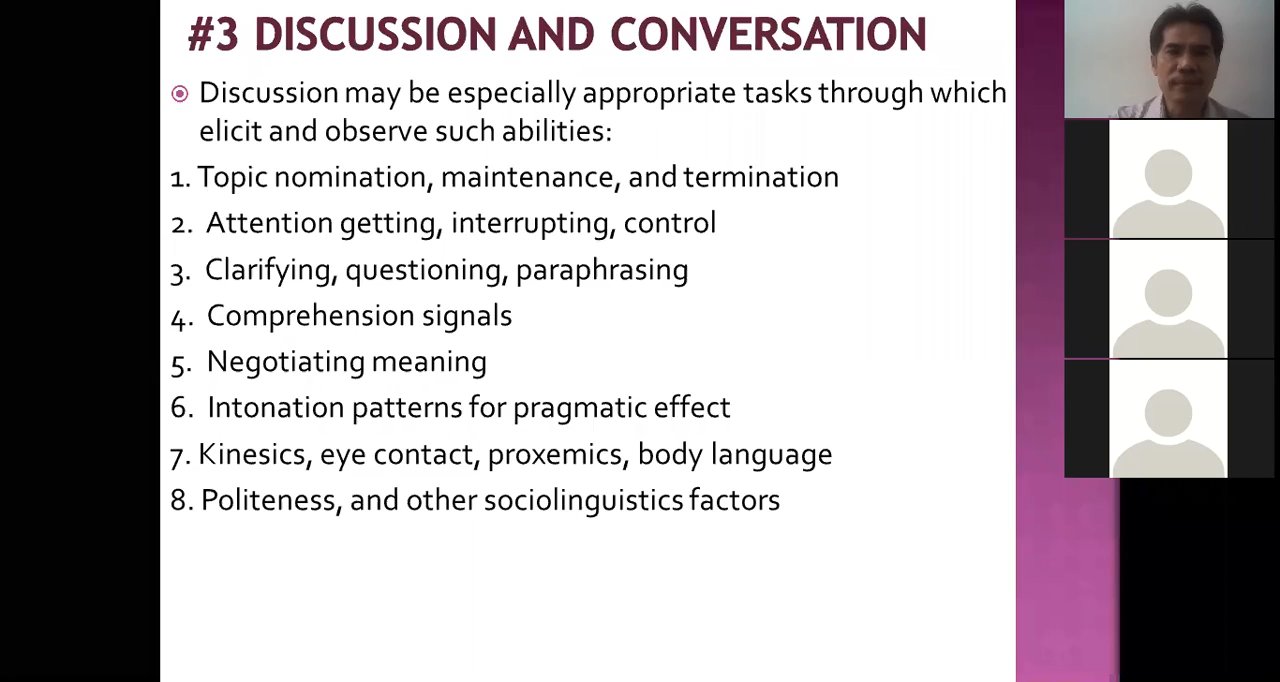 #3 DISCUSSION AND CONVERSATION
Discussion may be especially appropriate tasks through which
elicit and observe such abilities:
1. Topic nomination, maintenance, and termination
2. Attention getting, interrupting, control
3. Clarifying, questioning, paraphrasing
4. Comprehension signals
5. Negotiating meaning
6. Intonation patterns for pragmatic effect
7. Kinesics, eye contact, proxemics, body language
8. Politeness, and other sociolinguistics factors